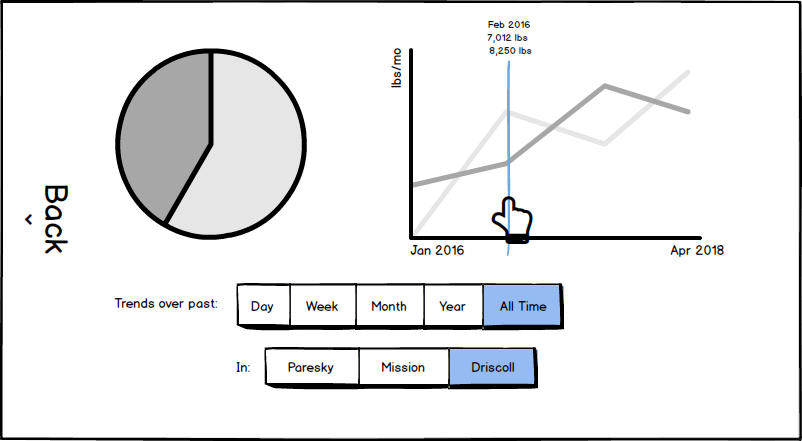 Feb 2016
7,012 lbs
8,250 lbs
lbs/mo
Back
Jan 2016 Apr 2018
Trends over past: Day Week Month Year All Time
In: Paresky Mission Driscoll